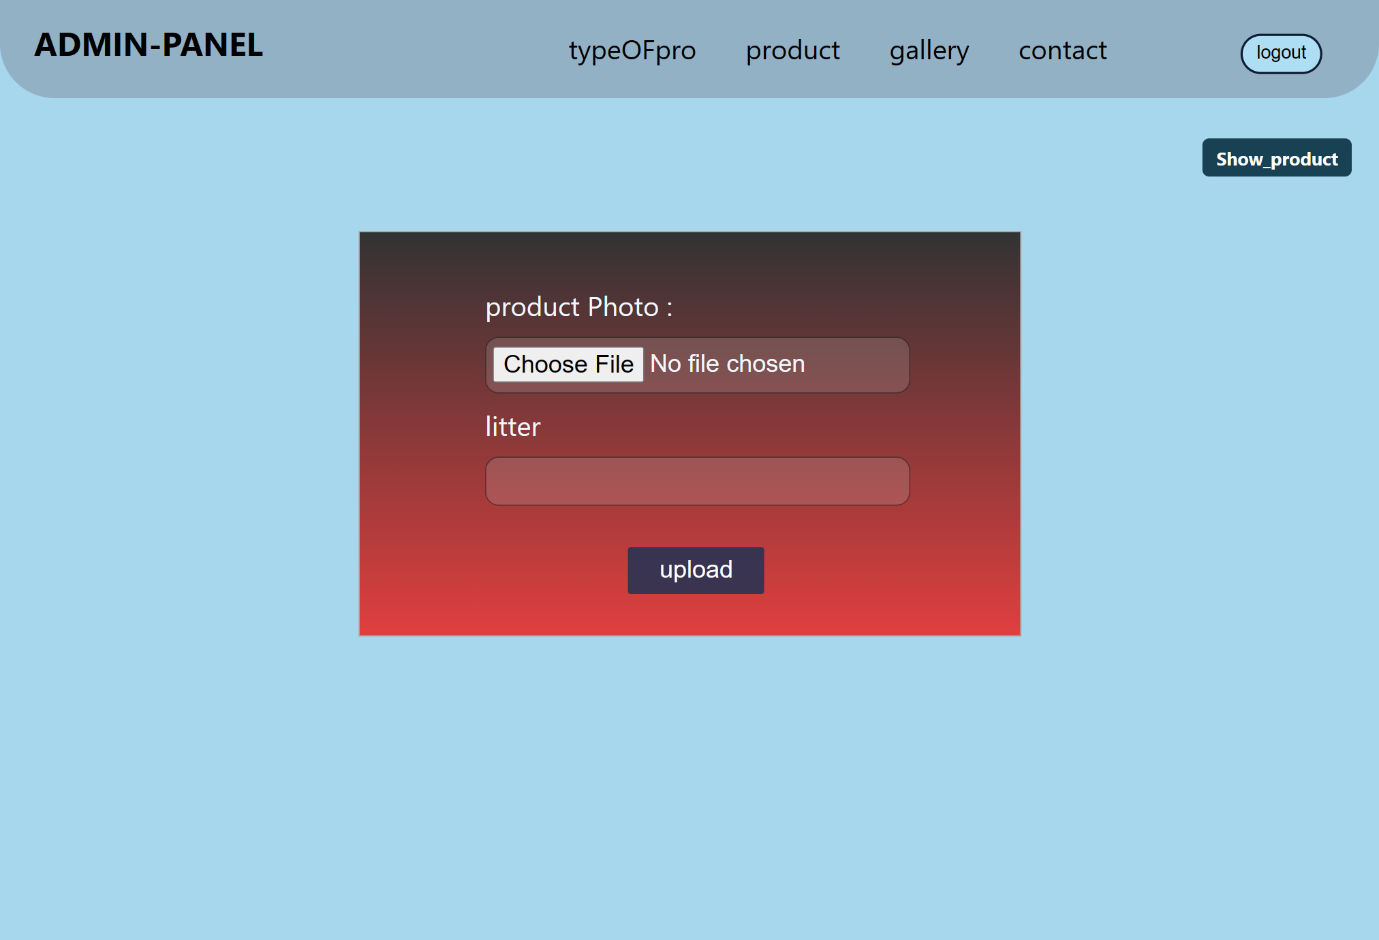 ADMIN-PANEL
typeOFpro product gallery contact
logout
Show_product
product Photo :
Choose File No file chosen
litter
upload